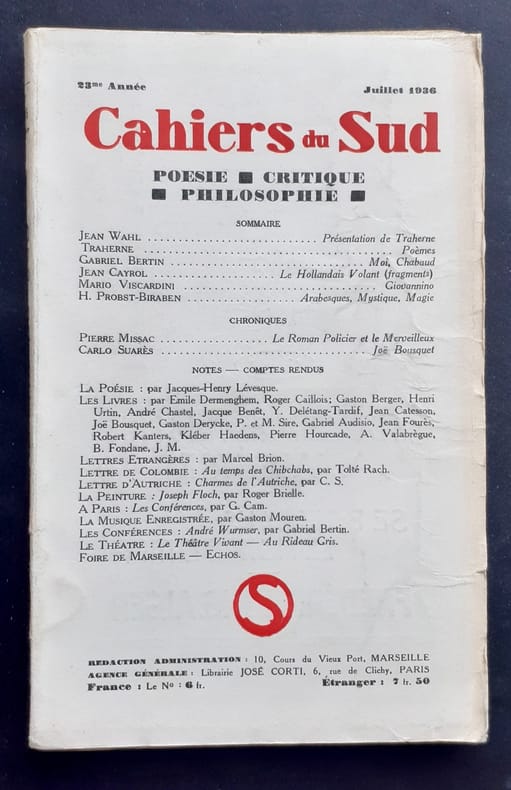 23me Année Juillet 1936
Cahiers du Sud
POESIE ■ CRITIQUE
■ PHILOSOPHIE ■
SOMMAIRE
JEAN WAHL ........................... Présentation de Traherne
TRAHERNE ....................................... Poèmes
GABRIEL BERTIN ............................... Moi, Chabaud
JEAN CAYROL ................... Le Hollandais Volant (fragments)
MARIO VISCARDINI ............................... Giovannino
H. PROBST-BIRABEN ................. Arabesques, Mystique, Magie
CHRONIQUES
PIERRE MISSAC ................... Le Roman Policier et le Merveilleux
CARLO SUARÈS .................................. Joë Bousquet
NOTES — COMPTES RENDUS
LA POÉSIE : par Jacques-Henry Lévesque.
LES LIVRES : par Emile Dermenghem, Roger Caillois; Gaston Berger, Henri
Urtin, André Chastel, Jacque Benêt, Y. Delétang-Tardif, Jean Catesson,
Joë Bousquet, Gaston Derycke, P. et M. Sire, Gabriel Audisio, Jean Fourès,
Robert Kanters, Kléber Haedens, Pierre Hourcade, A. Valabrègue,
B. Fondane, J. M.
LETTRES ETRANGÈRES : par Marcel Brion.
LETTRE DE COLOMBIE : Au temps des Chibchabs, par Tolté Rach.
LETTRE D'AUTRICHE : Charmes de l'Autriche, par C. S.
LA PEINTURE : Joseph Floch, par Roger Brielle.
A PARIS : Les Conférences, par G. Cam.
LA MUSIQUE ENREGISTRÉE, par Gaston Mouren.
LES CONFÉRENCES : André Wurmser, par Gabriel Bertin.
LE THÉATRE : Le Théâtre Vivant — Au Rideau Gris.
FOIRE DE MARSEILLE — ECHOS.
S
REDACTION ADMINISTRATION : 10, Cours du Vieux Port, MARSEILLE
AGENCE GÉNÉRALE : Librairie JOSÉ CORTI, 6, rue de Clichy, PARIS
France : Le No : 6 fr. Étranger : 7 fr. 50